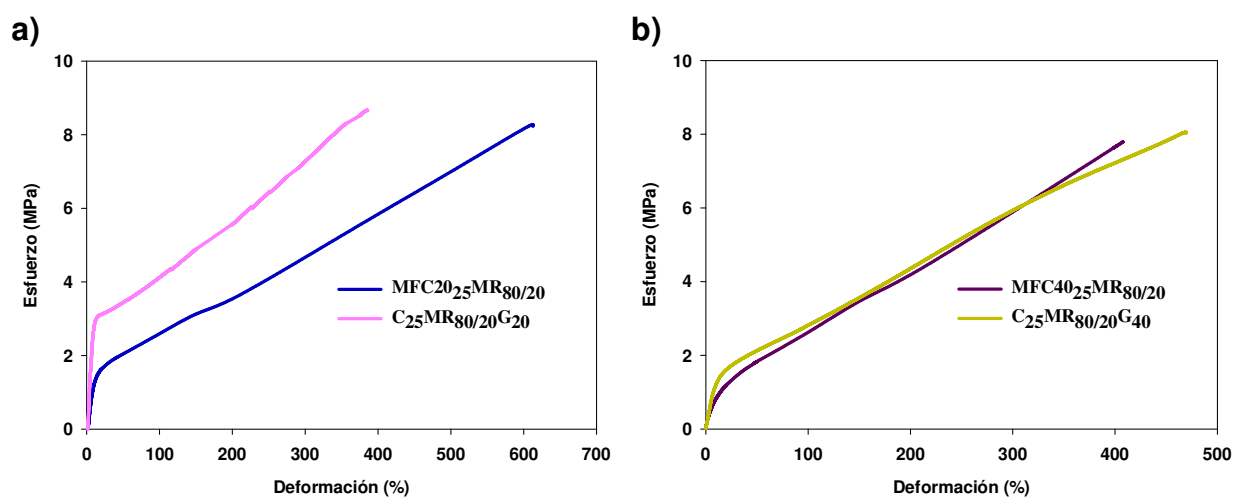 a)
10
8
6
4
2
0
Esfuerzo (MPa)
MFC20₂₅MR₈₀/₂₀
C₂₅MR₈₀/₂₀G₂₀
0 100 200 300 400 500 600 700
Deformación (%)
b)
10
8
6
4
2
0
Esfuerzo (MPa)
MFC40₂₅MR₈₀/₂₀
C₂₅MR₈₀/₂₀G₄₀
0 100 200 300 400 500
Deformación (%)